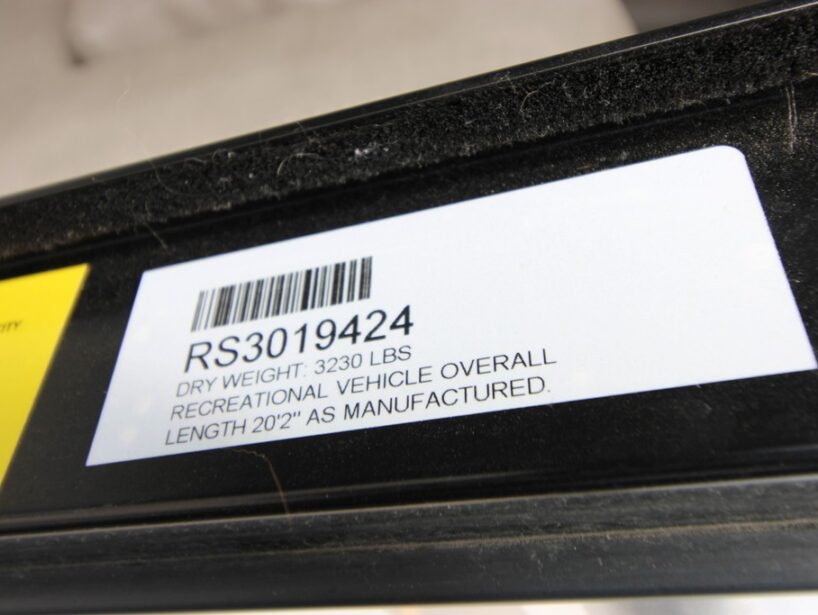 RS3019424
DRY WEIGHT: 3230 LBS
RECREATIONAL VEHICLE OVERALL
LENGTH 20'2" AS MANUFACTURED.